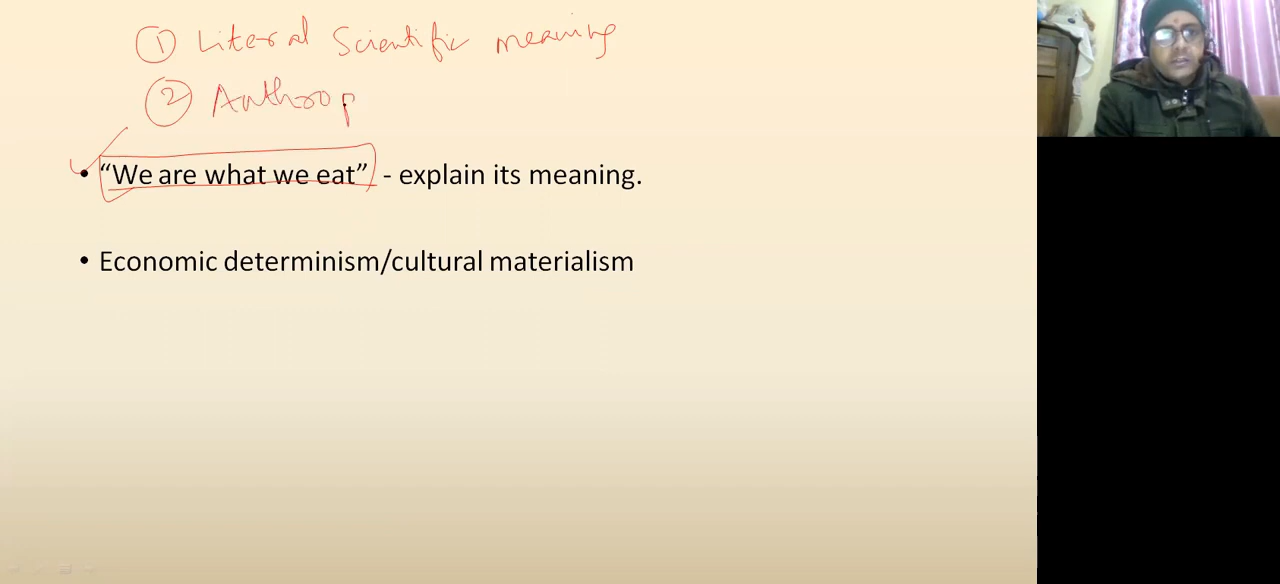 ① Literal Scientific meaning
② Anthrop
• “We are what we eat” - explain its meaning.
• Economic determinism/cultural materialism